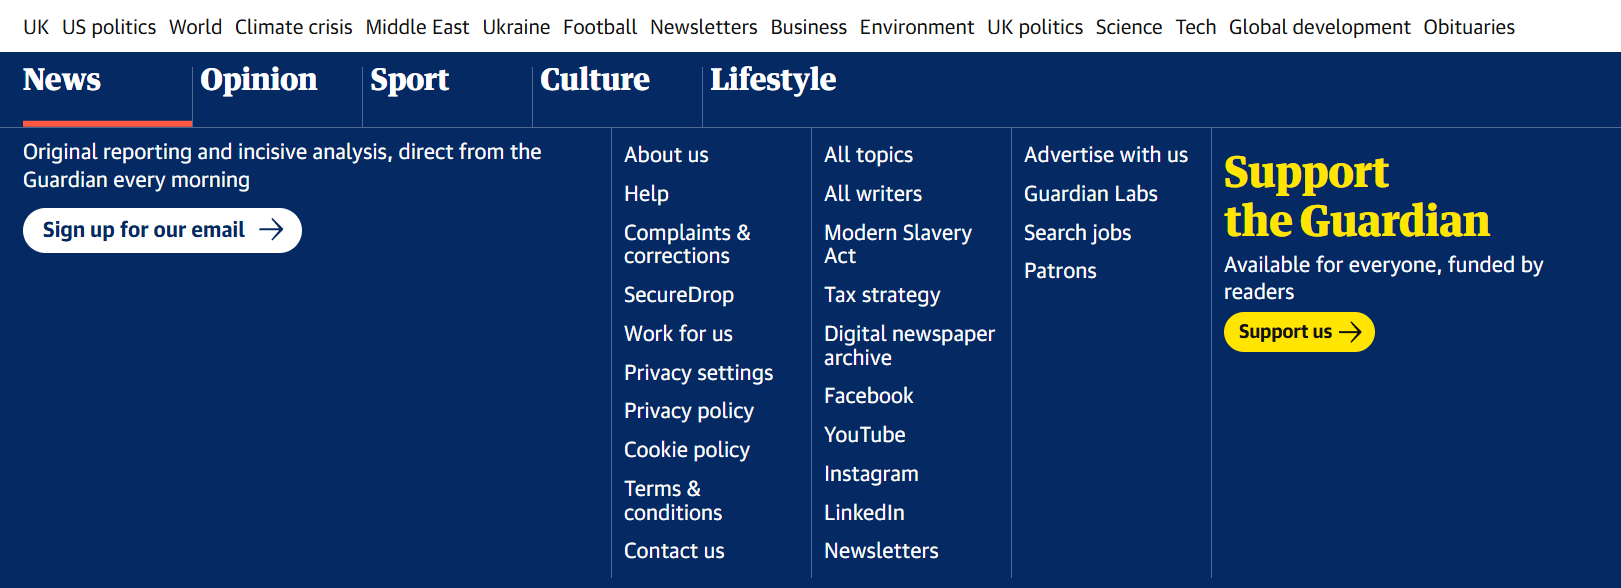 UK US politics World Climate crisis Middle East Ukraine Football Newsletters Business Environment UK politics Science Tech Global development Obituaries
News Opinion Sport Culture Lifestyle
Original reporting and incisive analysis, direct from the
Guardian every morning
Sign up for our email
About us
Help
Complaints &
corrections
SecureDrop
Work for us
Privacy settings
Privacy policy
Cookie policy
Terms &
conditions
Contact us
All topics
All writers
Modern Slavery
Act
Tax strategy
Digital newspaper
archive
Facebook
YouTube
Instagram
LinkedIn
Newsletters
Advertise with us
Guardian Labs
Search jobs
Patrons
Support
the Guardian
Available for everyone, funded by
readers
Support us